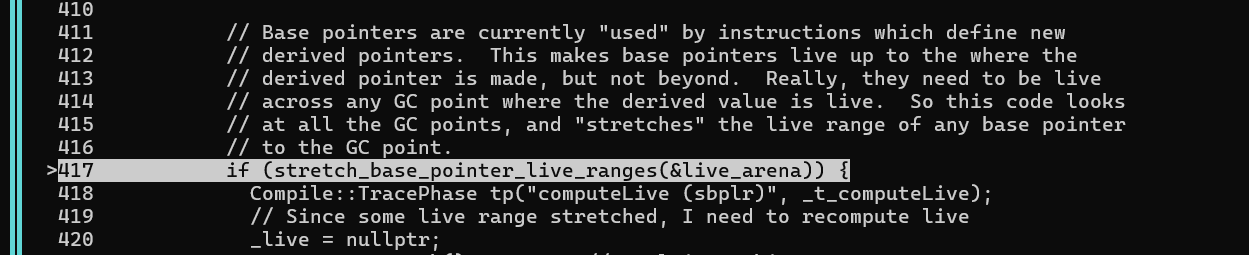 410
411 // Base pointers are currently "used" by instructions which define new
412 // derived pointers.  This makes base pointers live up to the where the
413 // derived pointer is made, but not beyond.  Really, they need to be live
414 // across any GC point where the derived value is live.  So this code looks
415 // at all the GC points, and "stretches" the live range of any base pointer
416 // to the GC point.
>417 if (stretch_base_pointer_live_ranges(&live_arena)) {
418 Compile::TracePhase tp("computeLive (sbplr)", _t_computeLive);
419 // Since some live range stretched, I need to recompute live
420 _live = nullptr;